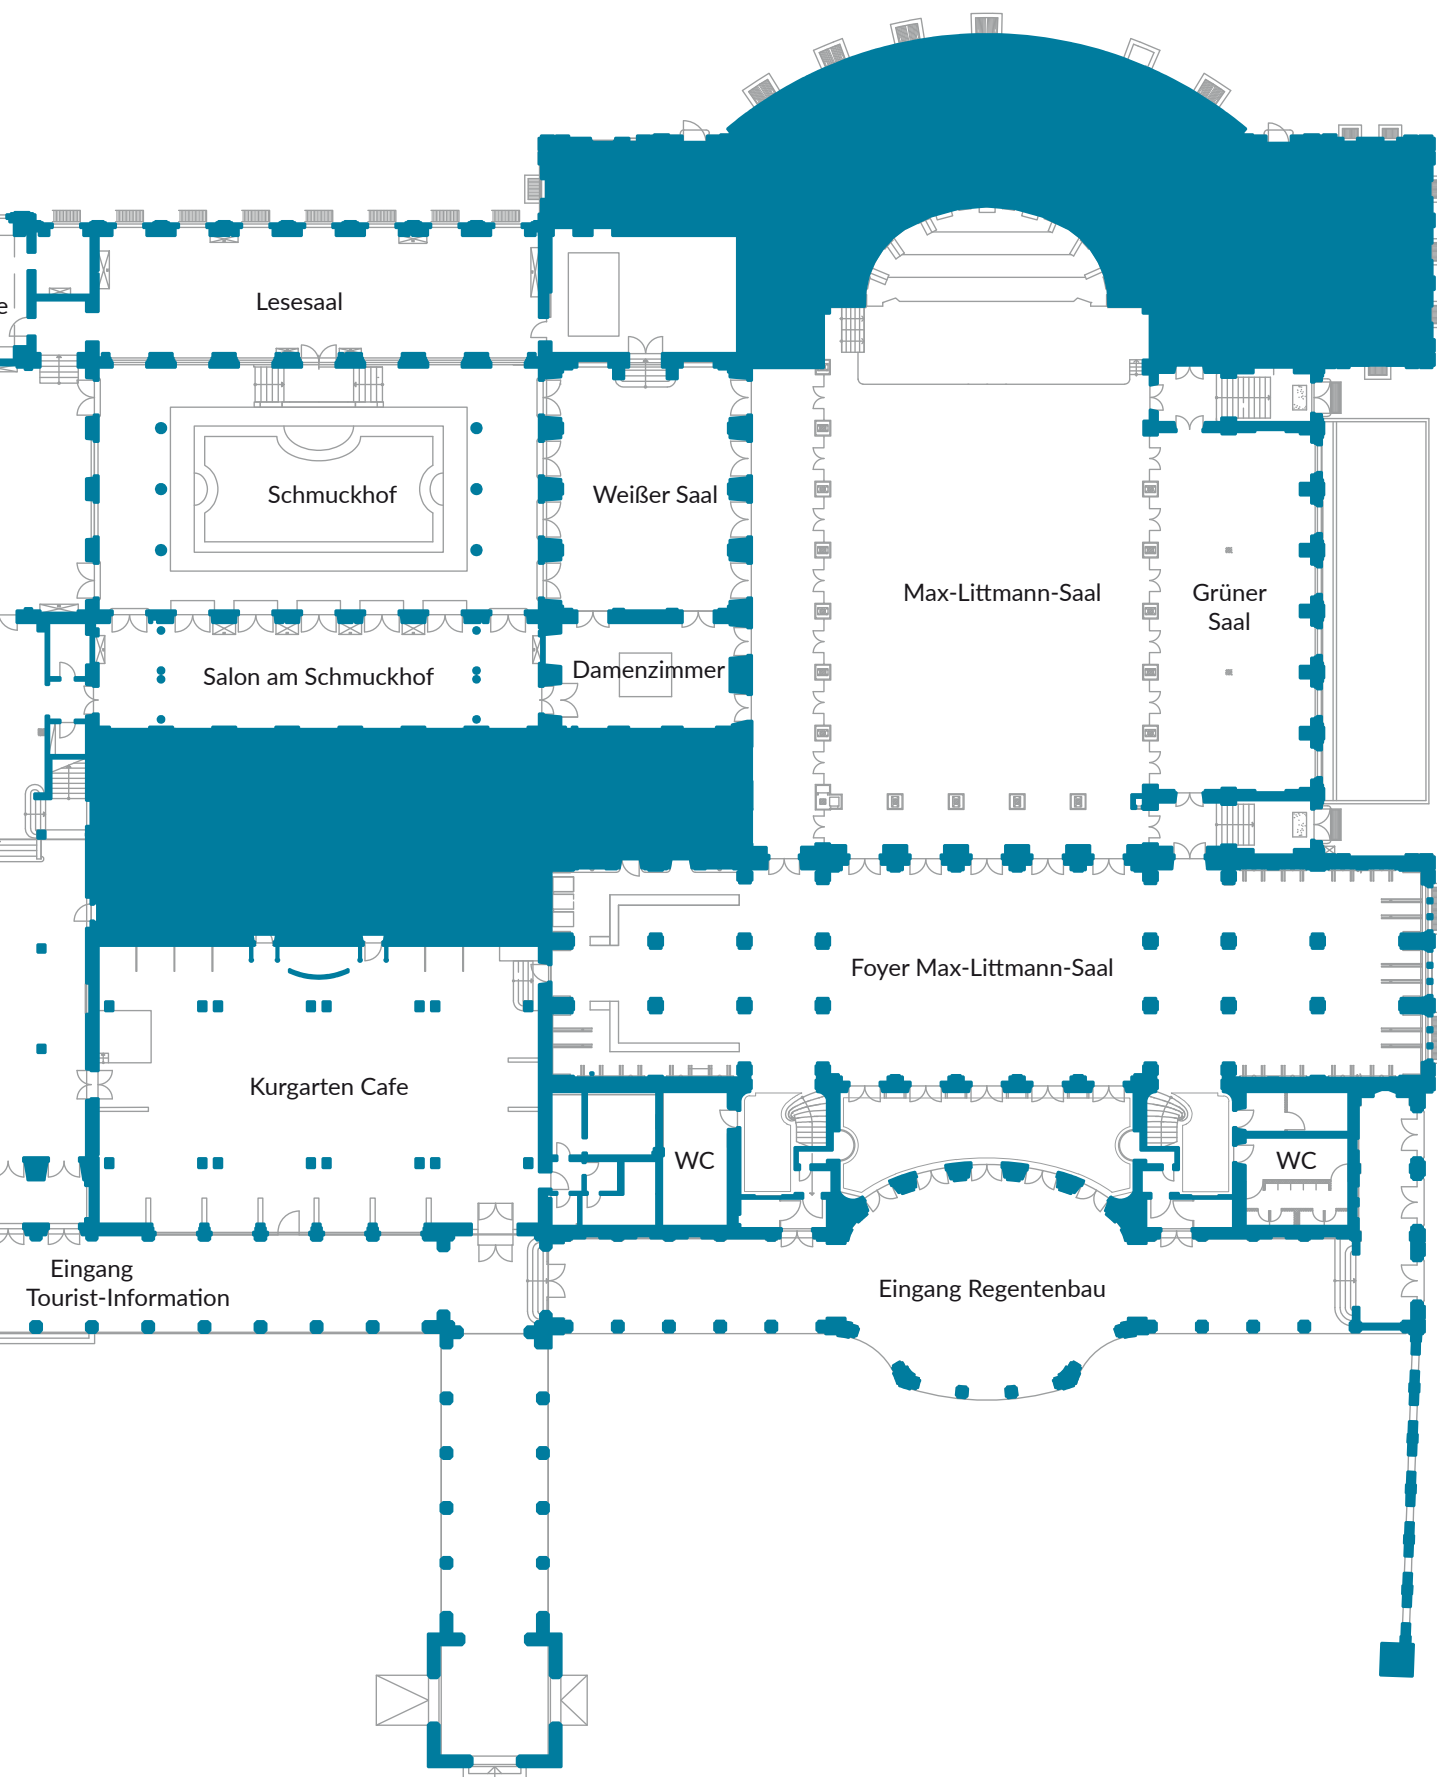 e
Lesesaal
Schmuckhof
Weißer Saal
Max-Littmann-Saal
Grüner
Saal
Salon am Schmuckhof
Damenzimmer
Foyer Max-Littmann-Saal
Kurgarten Cafe
WC
WC
Eingang
Tourist-Information
Eingang Regentenbau